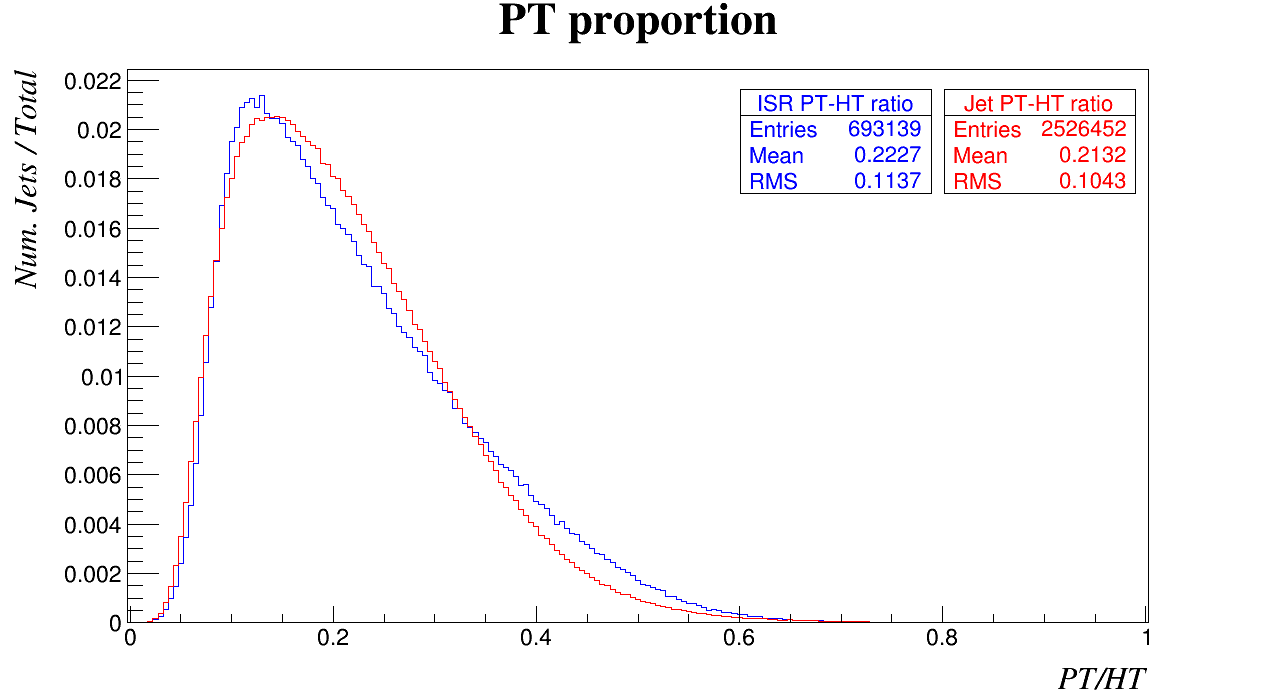 PT proportion
Num. Jets / Total
0.022
0.02
0.018
0.016
0.014
0.012
0.01
0.008
0.006
0.004
0.002
0
ISR PT-HT ratio
Entries 693139
Mean 0.2227
RMS 0.1137
Jet PT-HT ratio
Entries 2526452
Mean 0.2132
RMS 0.1043
0 0.2 0.4 0.6 0.8 1
PT/HT